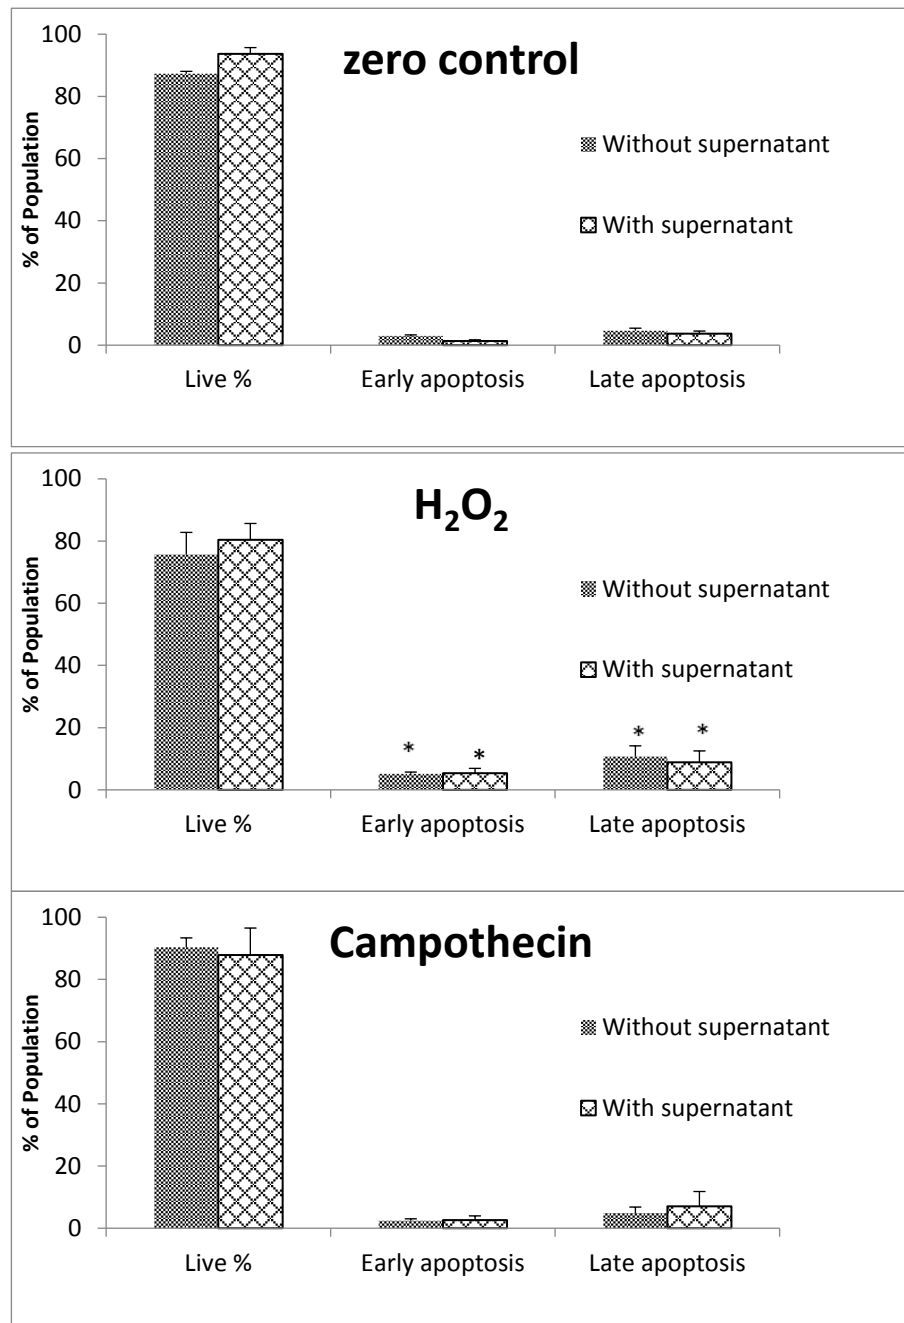 zero control
% of Population
100
80
60
40
20
0
Without supernatant
With supernatant
Live %
Early apoptosis
Late apoptosis
H₂O₂
% of Population
100
80
60
40
20
0
Without supernatant
With supernatant
*
*
*
*
Live %
Early apoptosis
Late apoptosis
Campothecin
% of Population
100
80
60
40
20
0
Without supernatant
With supernatant
Live %
Early apoptosis
Late apoptosis